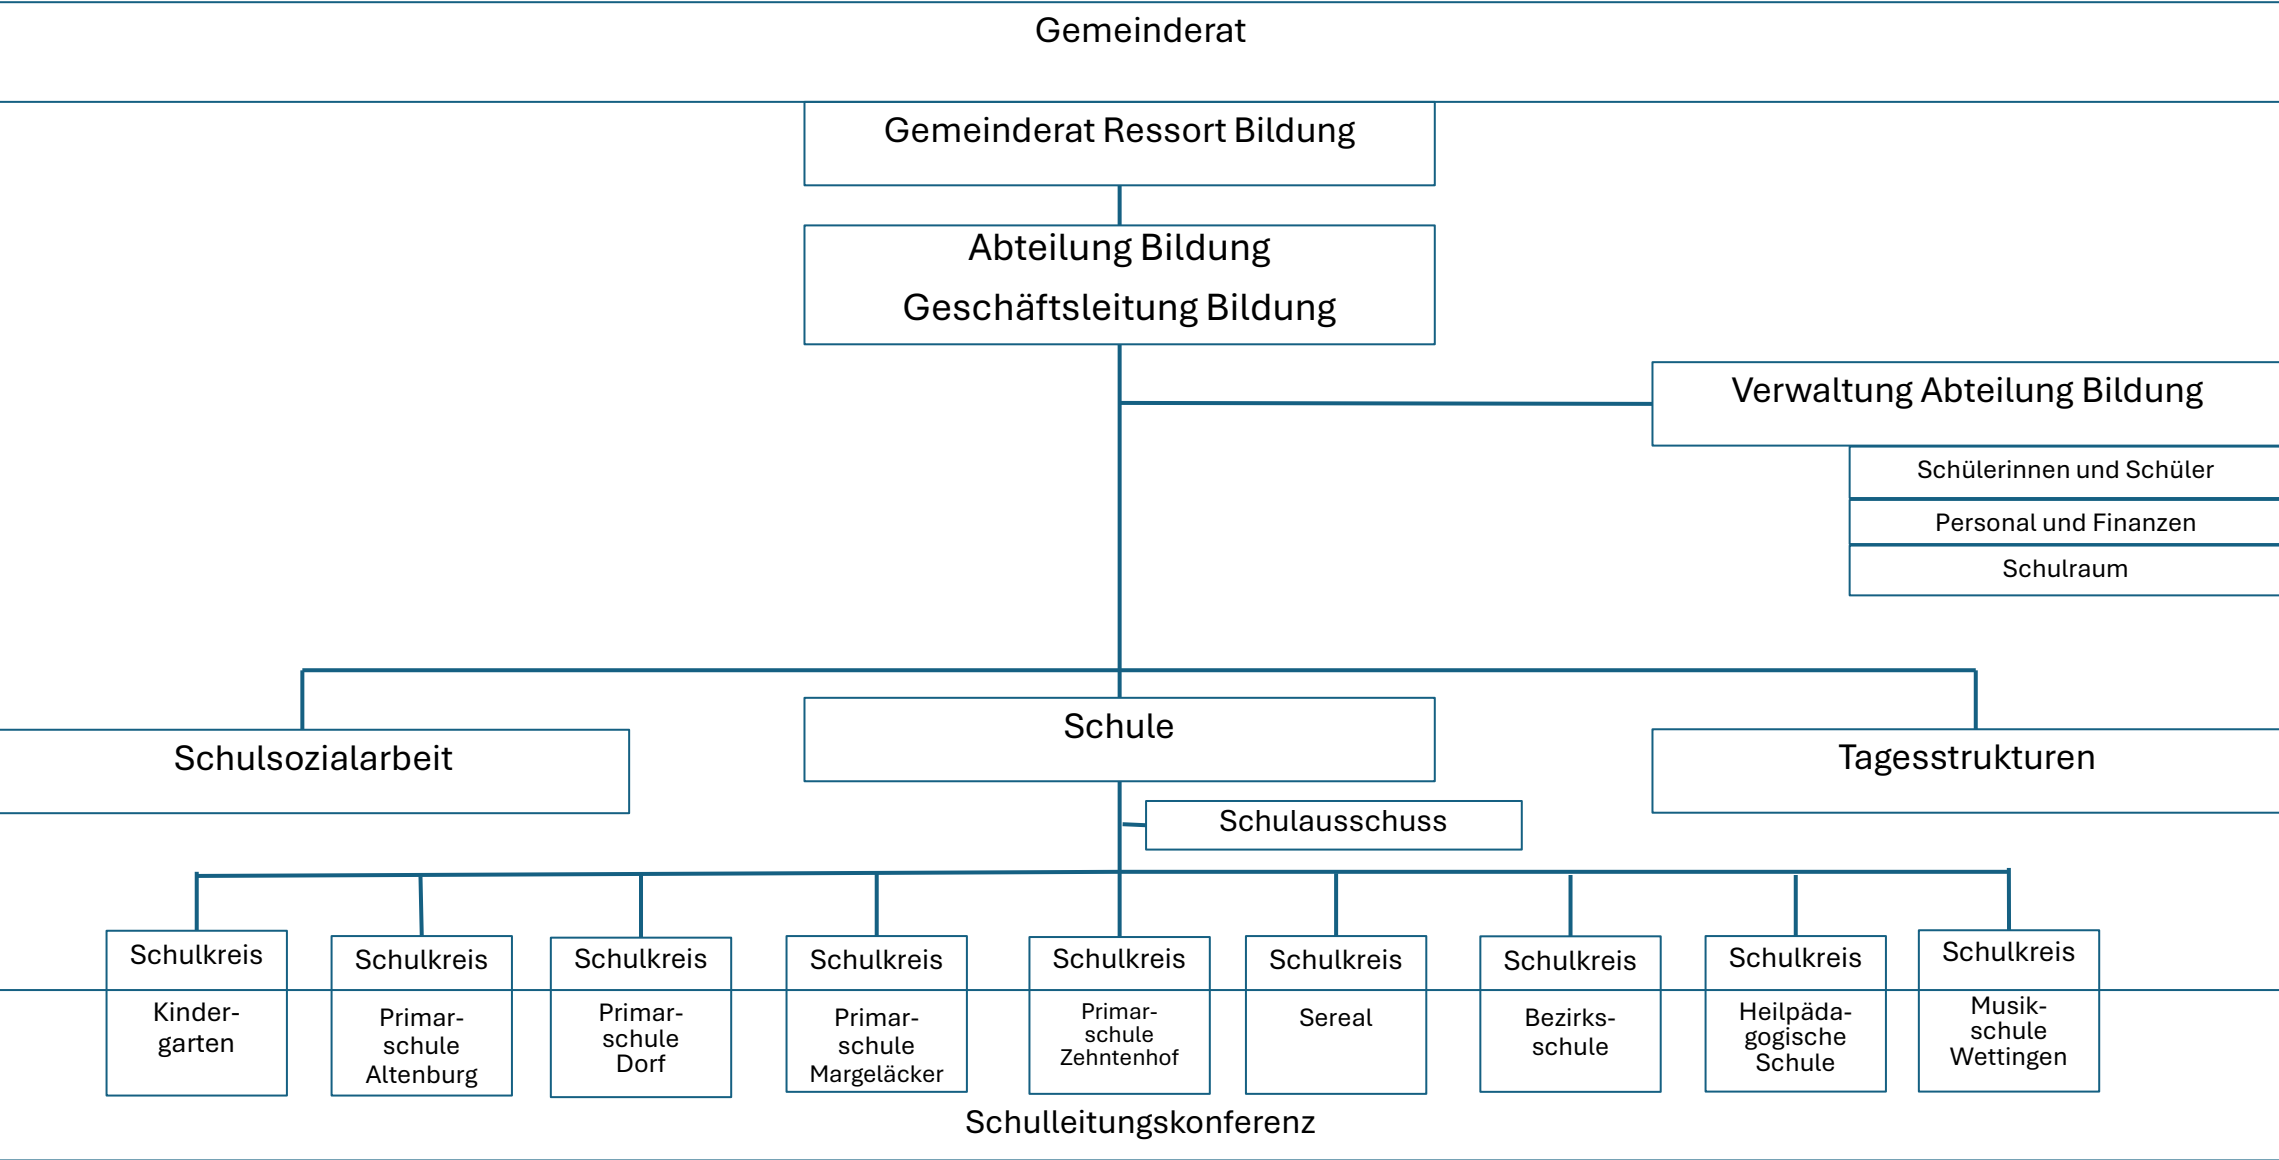 Gemeinderat
Gemeinderat Ressort Bildung
Abteilung Bildung
Geschäftsleitung Bildung
Verwaltung Abteilung Bildung
Schülerinnen und Schüler
Personal und Finanzen
Schulraum
Schulsozialarbeit
Schule
Tagesstrukturen
Schulausschuss
Schulkreis
Kinder-
garten
Schulkreis
Primar-
schule
Altenburg
Schulkreis
Primar-
schule
Dorf
Schulkreis
Primar-
schule
Margeläcker
Schulkreis
Primar-
schule
Zehntenhof
Schulkreis
Sereal
Schulkreis
Bezirks-
schule
Schulkreis
Heilpäda-
gogische
Schule
Schulkreis
Musik-
schule
Wettingen
Schulleitungskonferenz